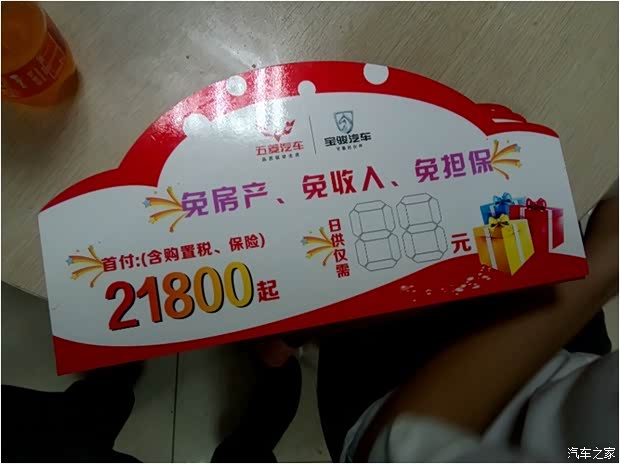 五菱汽车
宝骏汽车
免房产、免收入、免担保
首付:(含购置税、保险)
21800起
日供仅需
元
汽车之家